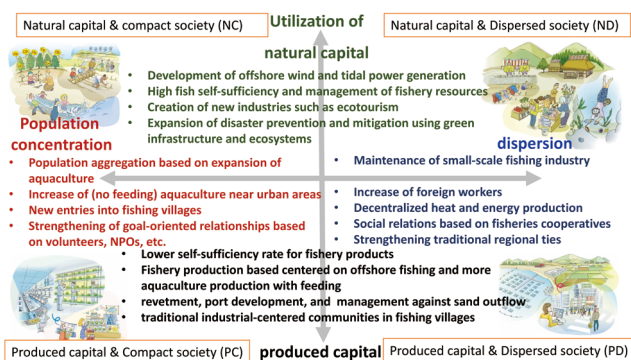 Natural capital & compact society (NC)
Utilization of
natural capital
Natural capital & Dispersed society (ND)
• Development of offshore wind and tidal power generation
• High fish self-sufficiency and management of fishery resources
• Creation of new industries such as ecotourism
• Expansion of disaster prevention and mitigation using green
infrastructure and ecosystems
Population
concentration
dispersion
• Population aggregation based on expansion of
aquaculture
• Increase of (no feeding) aquaculture near urban areas
• New entries into fishing villages
• Strengthening of goal-oriented relationships based
on volunteers, NPOs, etc.
• Maintenance of small-scale fishing industry
• Increase of foreign workers
• Decentralized heat and energy production
• Social relations based on fisheries cooperatives
• Strengthening traditional regional ties
• Lower self-sufficiency rate for fishery products
• Fishery production based centered on offshore fishing and more
aquaculture production with feeding
• revetment, port development, and management against sand outflow
• traditional industrial-centered communities in fishing villages
Produced capital & Compact society (PC)
produced capital
Produced capital & Dispersed society (PD)